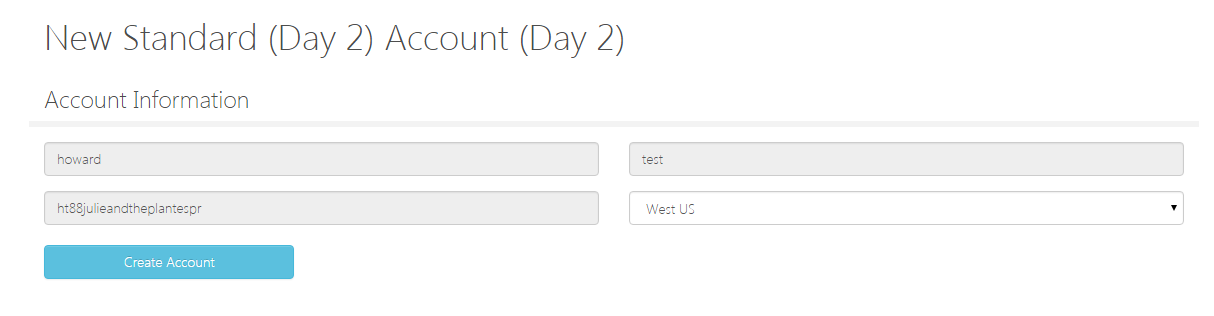 New Standard (Day 2) Account (Day 2)
Account Information
howard
test
ht88julieandtheplantespr
West US
Create Account